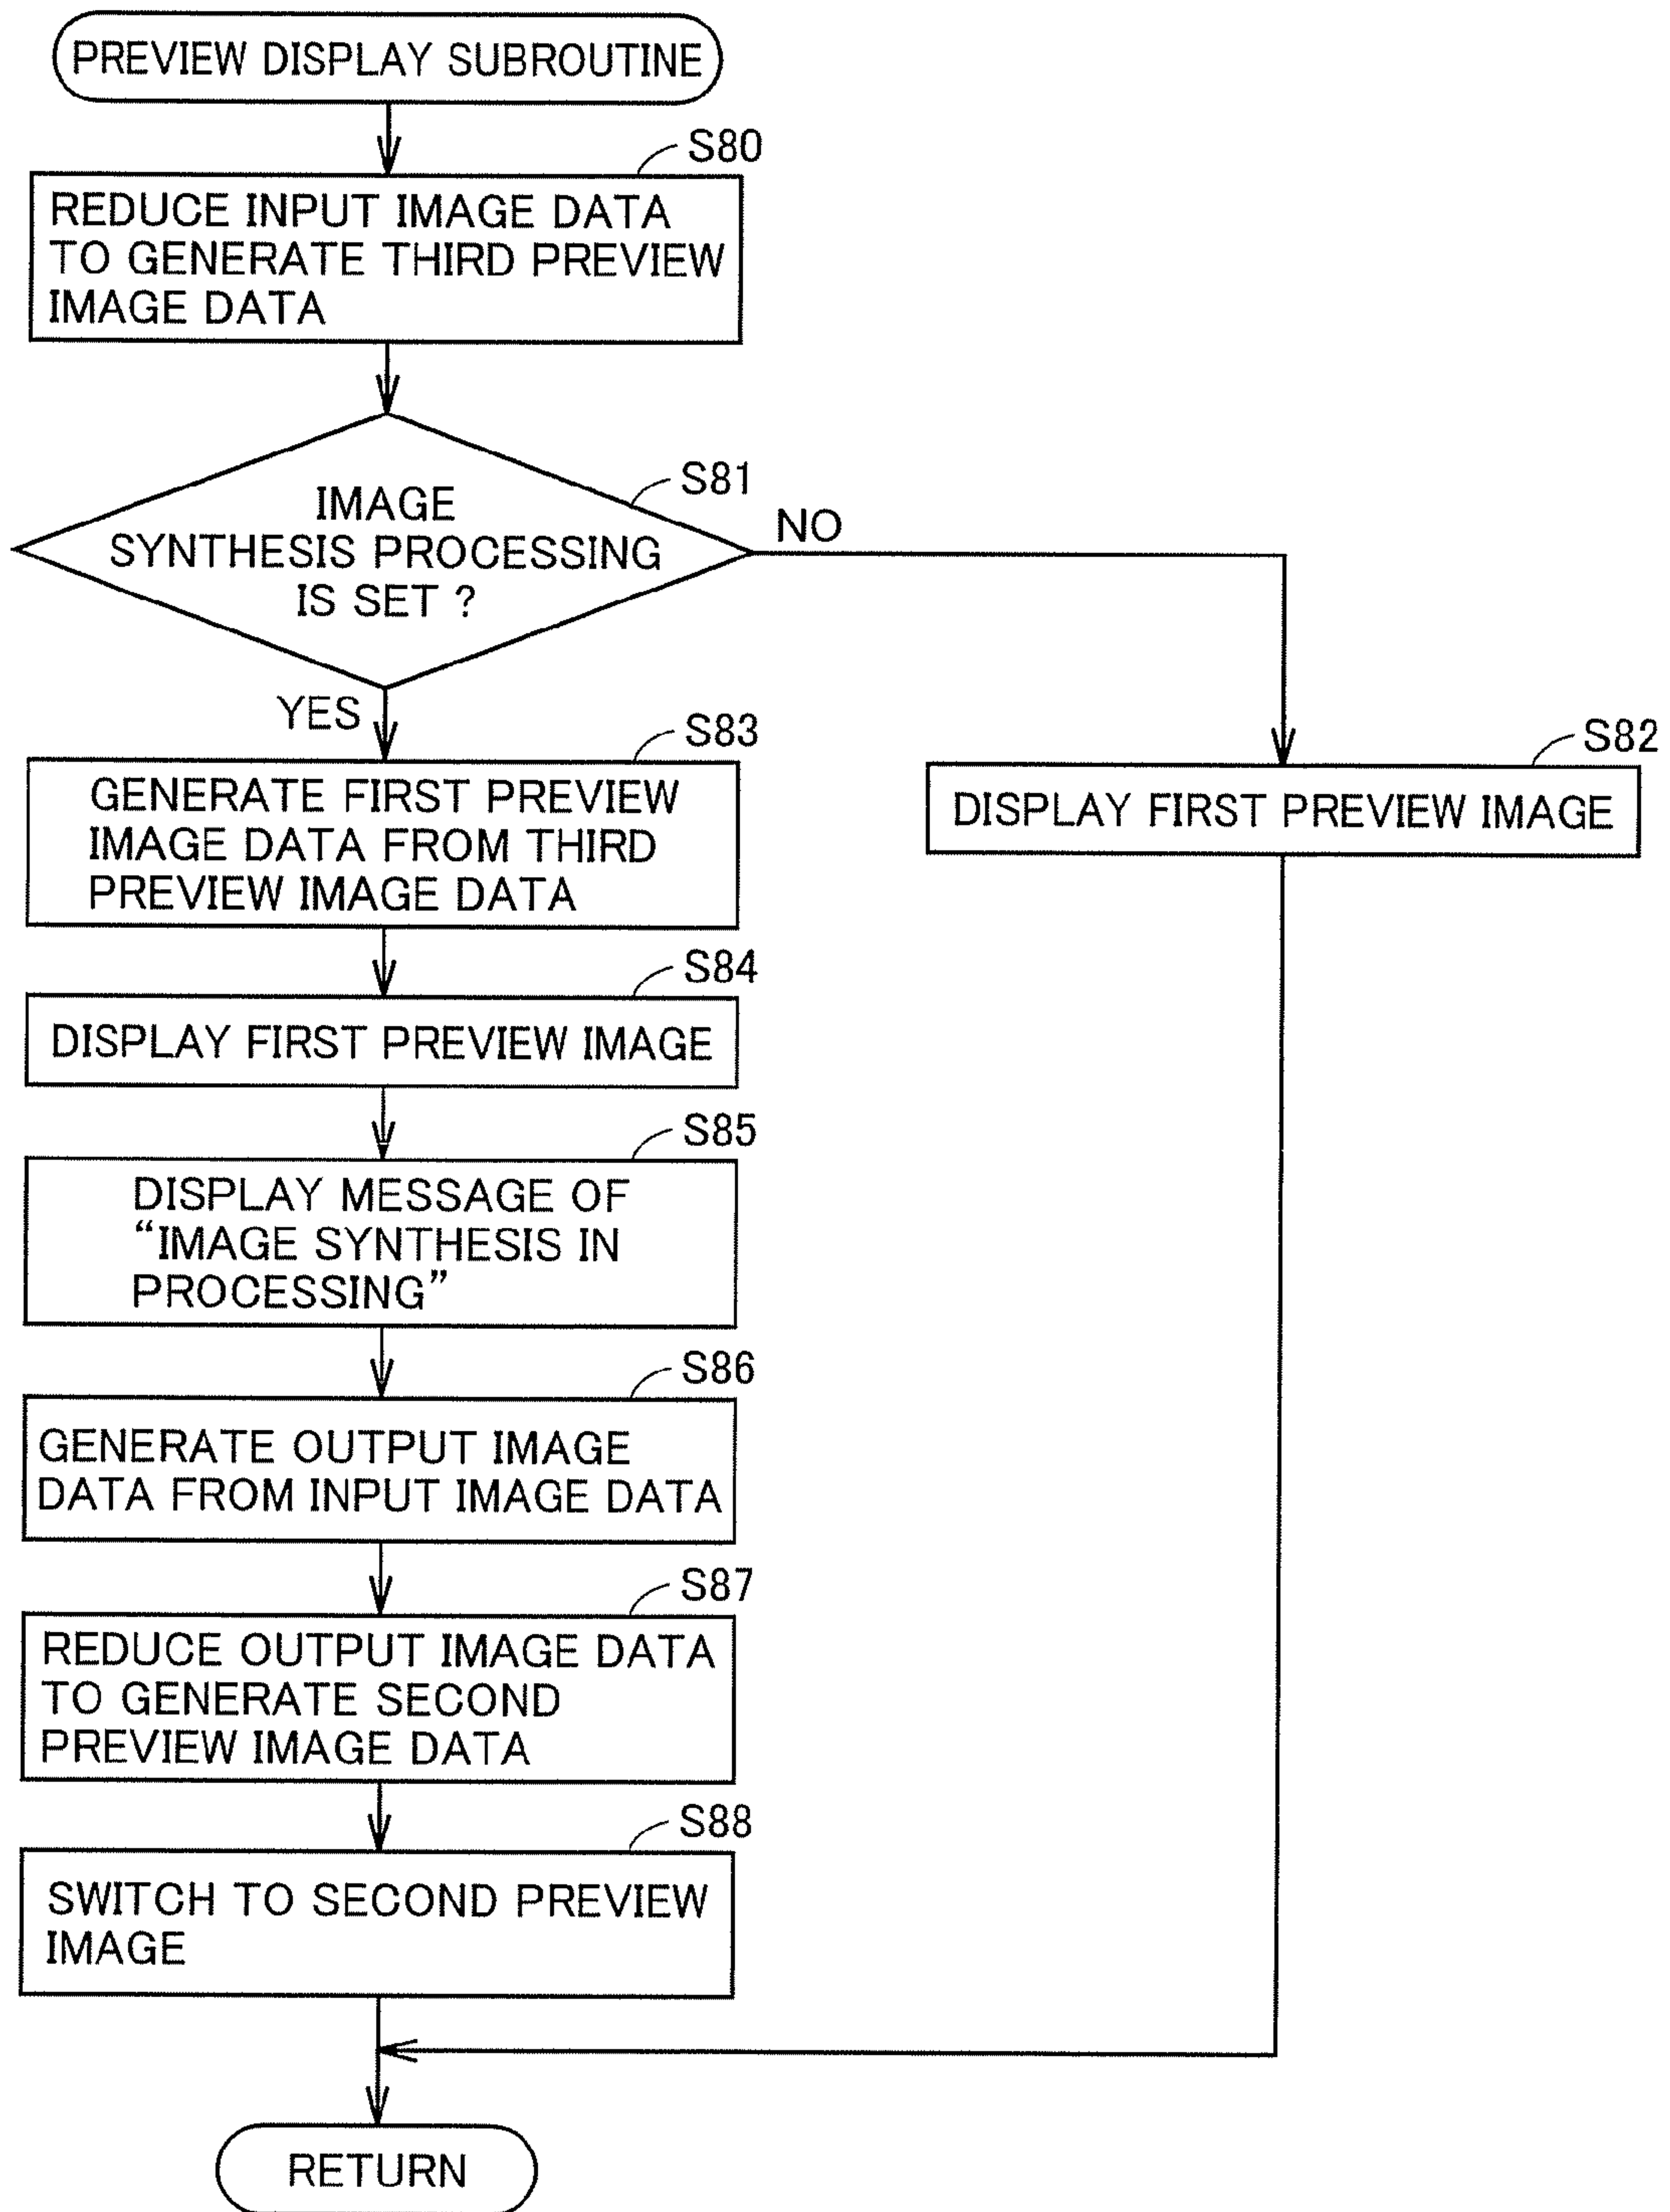 PREVIEW DISPLAY SUBROUTINE
S80
REDUCE INPUT IMAGE DATA
TO GENERATE THIRD PREVIEW
IMAGE DATA
S81
IMAGE
SYNTHESIS PROCESSING
IS SET ?
NO
YES
S83
GENERATE FIRST PREVIEW
IMAGE DATA FROM THIRD
PREVIEW IMAGE DATA
S82
DISPLAY FIRST PREVIEW IMAGE
S84
DISPLAY FIRST PREVIEW IMAGE
S85
DISPLAY MESSAGE OF
“IMAGE SYNTHESIS IN
PROCESSING”
S86
GENERATE OUTPUT IMAGE
DATA FROM INPUT IMAGE DATA
S87
REDUCE OUTPUT IMAGE DATA
TO GENERATE SECOND
PREVIEW IMAGE DATA
S88
SWITCH TO SECOND PREVIEW
IMAGE
RETURN